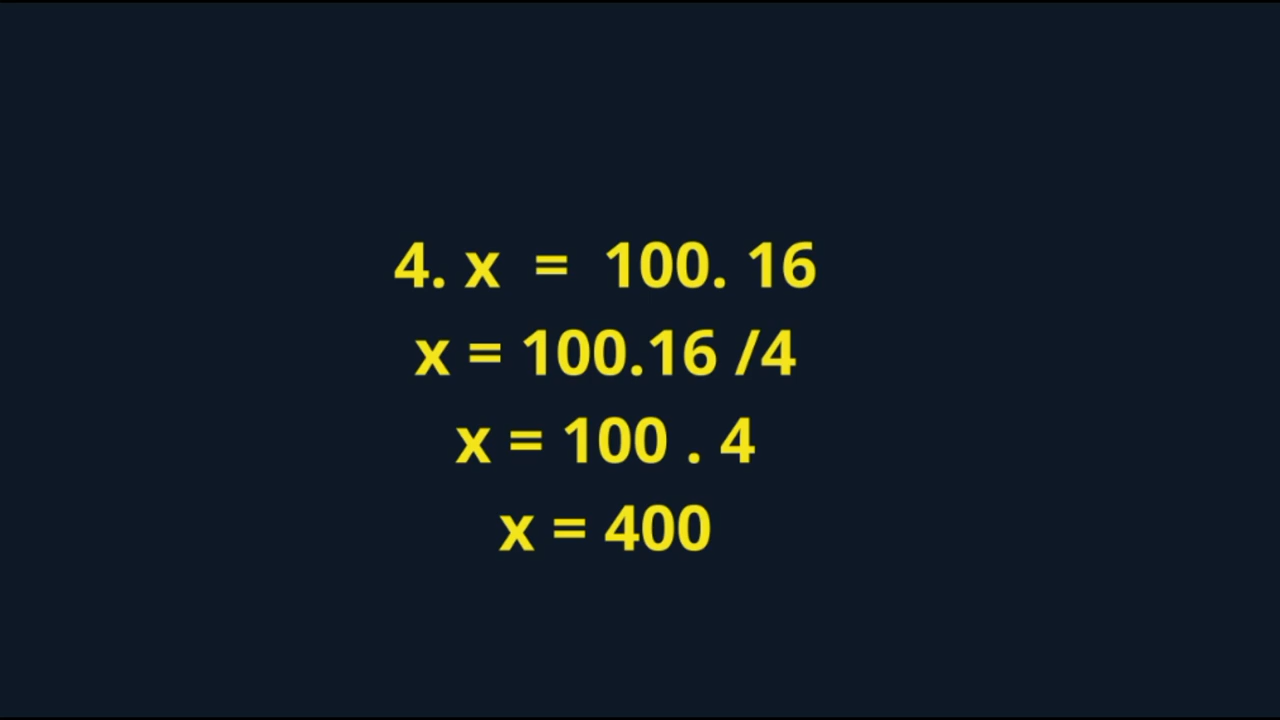 4. x = 100. 16
x = 100.16 /4
x = 100 . 4
x = 400